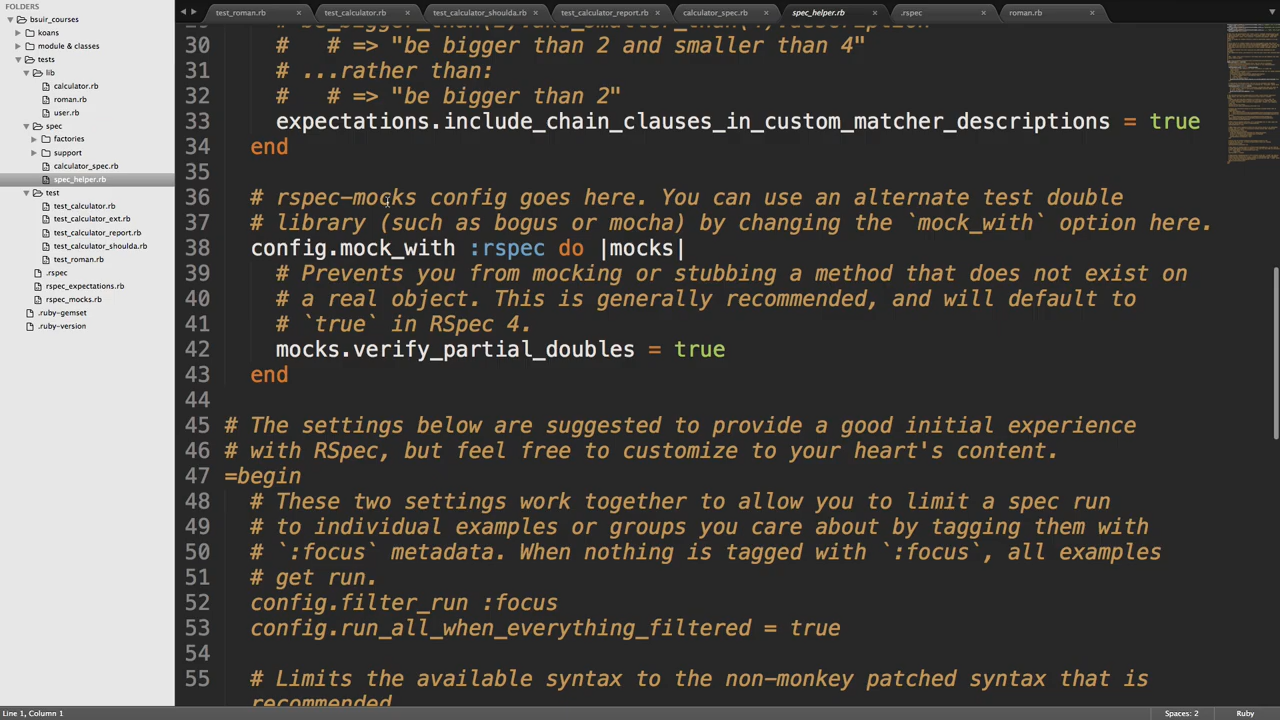 FOLDERS
bsuir_courses
koans
module & classes
tests
lib
calculator.rb
roman.rb
user.rb
spec
factories
support
calculator_spec.rb
spec_helper.rb
test
test_calculator.rb
test_calculator_ext.rb
test_calculator_report.rb
test_calculator_shoulda.rb
test_roman.rb
.rspec
rspec_expectations.rb
rspec_mocks.rb
.ruby-gemset
.ruby-version
test_roman.rb × test_calculator.rb × test_calculator_shoulda.rb × test_calculator_report.rb × calculator_spec.rb × spec_helper.rb × .rspec × roman.rb ×
30 # # => "be bigger than 2 and smaller than 4"
31 # ...rather than:
32 # # => "be bigger than 2"
33 expectations.include_chain_clauses_in_custom_matcher_descriptions = true
34 end
35
36 # rspec-mocks config goes here. You can use an alternate test double
37 # library (such as bogus or mocha) by changing the `mock_with` option here.
38 config.mock_with :rspec do |mocks|
39 # Prevents you from mocking or stubbing a method that does not exist on
40 # a real object. This is generally recommended, and will default to
41 # `true` in RSpec 4.
42 mocks.verify_partial_doubles = true
43 end
44
45 # The settings below are suggested to provide a good initial experience
46 # with RSpec, but feel free to customize to your heart's content.
47 =begin
48 # These two settings work together to allow you to limit a spec run
49 # to individual examples or groups you care about by tagging them with
50 # `:focus` metadata. When nothing is tagged with `:focus`, all examples
51 # get run.
52 config.filter_run :focus
53 config.run_all_when_everything_filtered = true
54
55 # Limits the available syntax to the non-monkey patched syntax that is
recommended.
Line 1, Column 1
Spaces: 2
Ruby